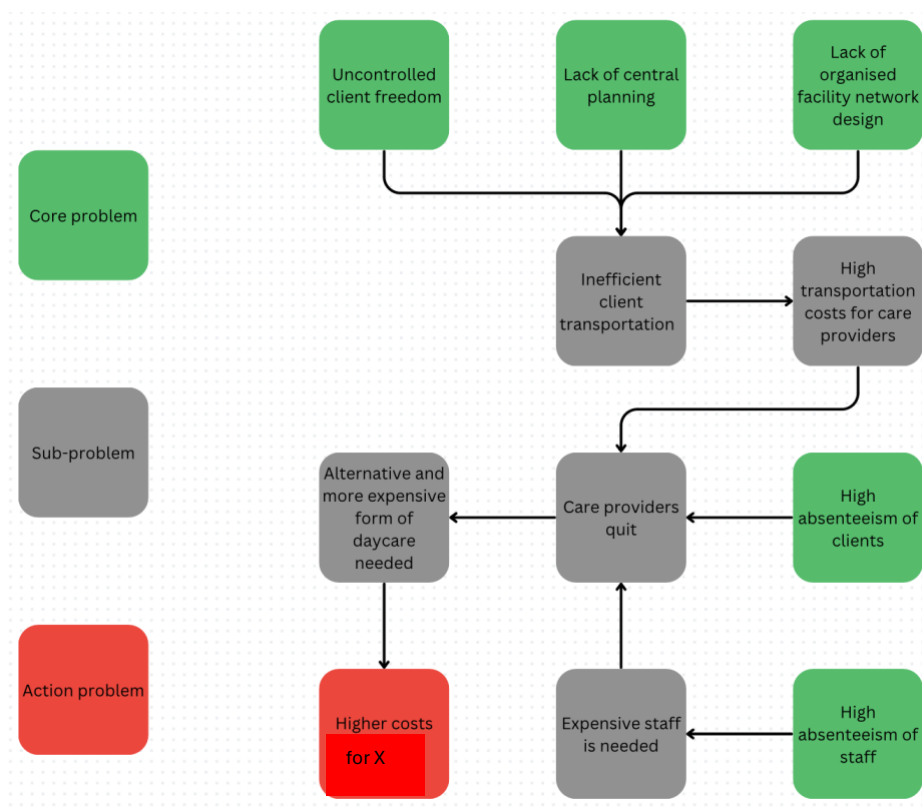 Uncontrolled
client freedom
Lack of central
planning
Lack of
organised
facility network
design
Core problem
Inefficient
client
transportation
High
transportation
costs for care
providers
Sub-problem
Alternative and
more expensive
form of
daycare
needed
Care providers
quit
High
absenteeism of
clients
Action problem
Higher costs
for X
Expensive staff
is needed
High
absenteeism of
staff